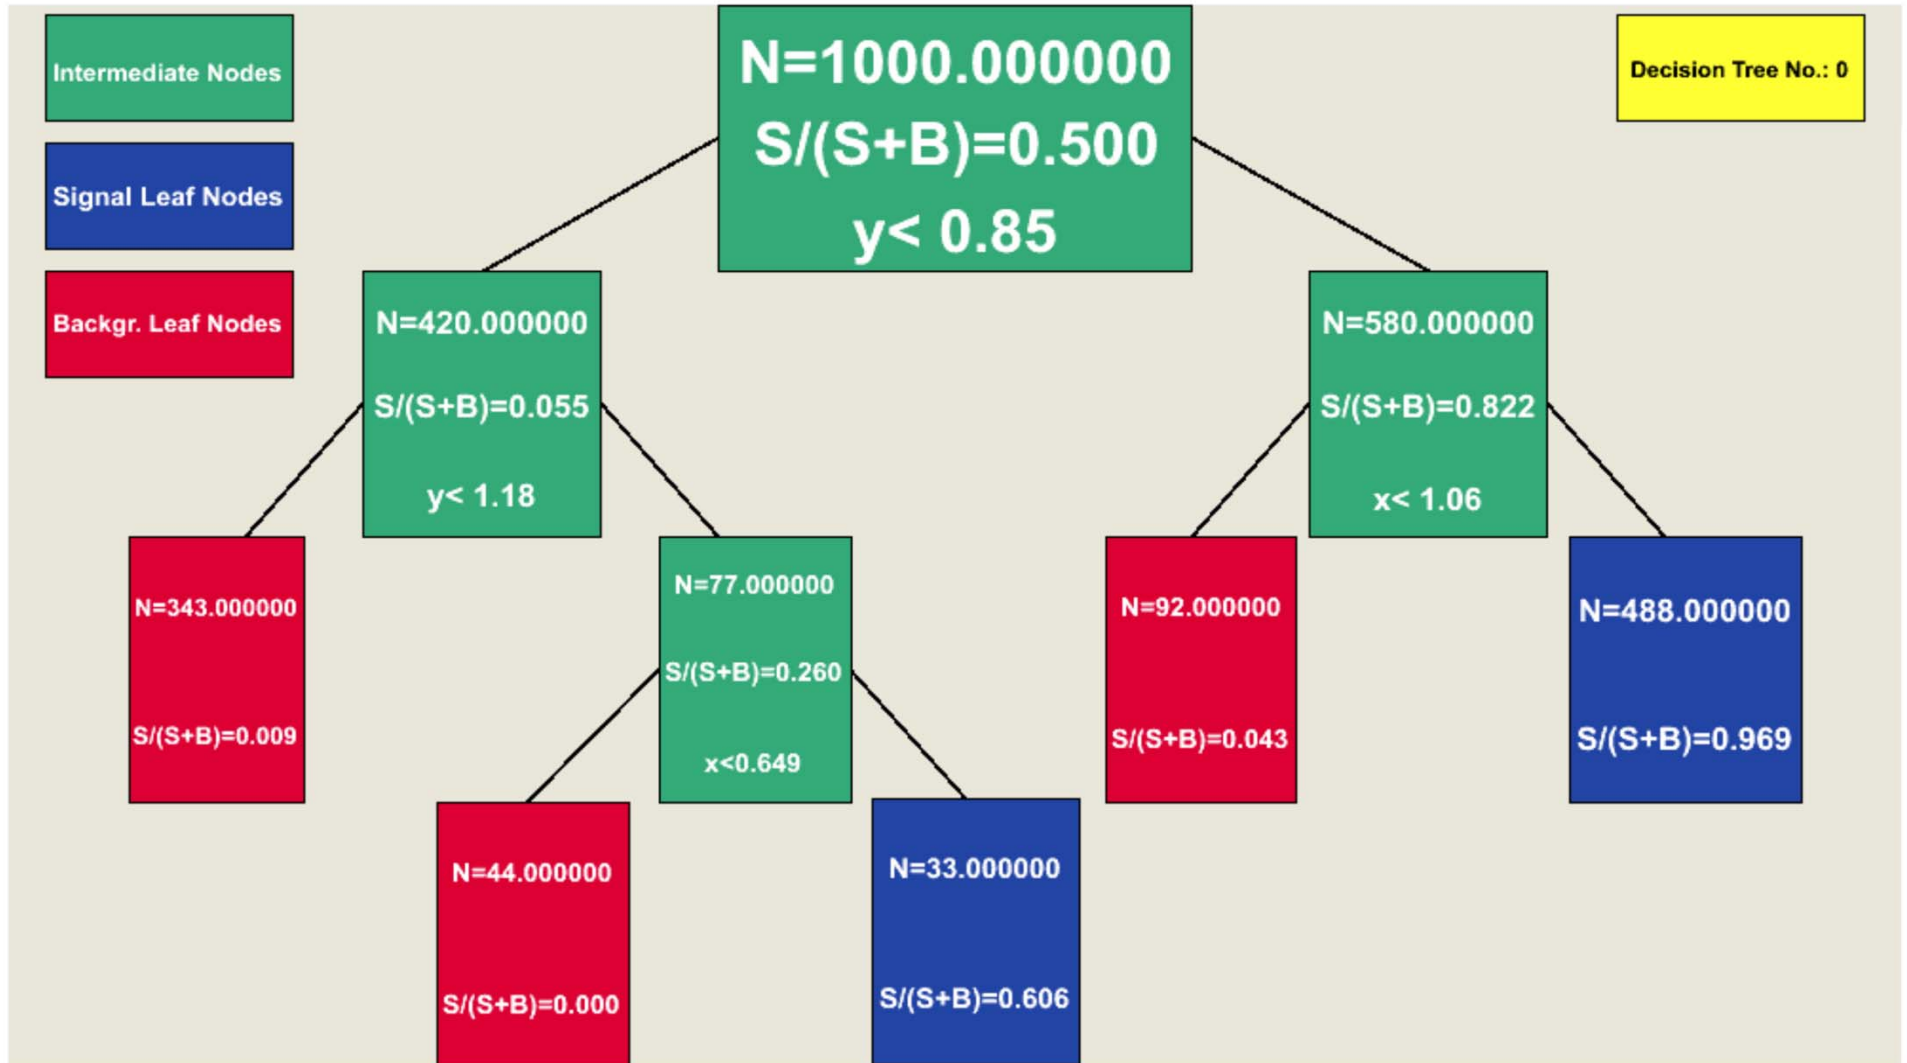 Intermediate Nodes
Signal Leaf Nodes
Backgr. Leaf Nodes
Decision Tree No.: 0
N=1000.000000
S/(S+B)=0.500
y< 0.85
N=420.000000
S/(S+B)=0.055
y< 1.18
N=580.000000
S/(S+B)=0.822
x< 1.06
N=343.000000
S/(S+B)=0.009
N=77.000000
S/(S+B)=0.260
x<0.649
N=92.000000
S/(S+B)=0.043
N=488.000000
S/(S+B)=0.969
N=44.000000
S/(S+B)=0.000
N=33.000000
S/(S+B)=0.606